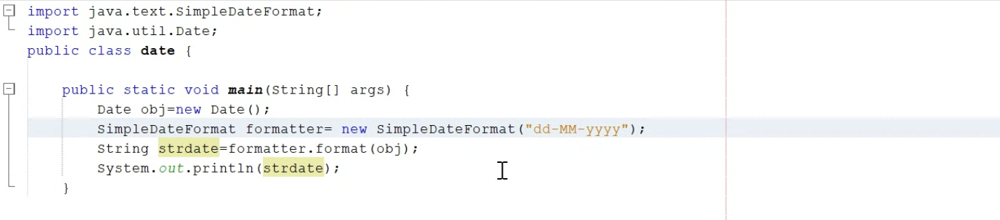 import java.text.SimpleDateFormat;
import java.util.Date;
public class date {
public static void main(String[] args) {
Date obj=new Date();
SimpleDateFormat formatter= new SimpleDateFormat("dd-MM-yyyy");
String strdate=formatter.format(obj);
System.out.println(strdate);
}